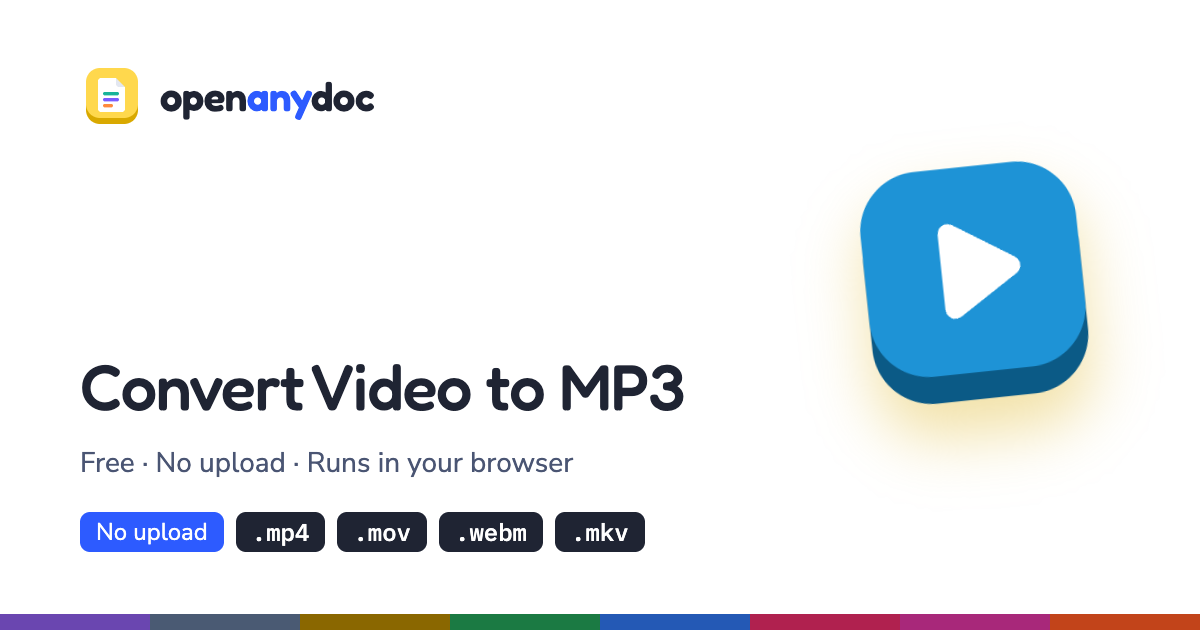 openanydoc
Convert Video to MP3
Free · No upload · Runs in your browser
No upload .mp4 .mov .webm .mkv